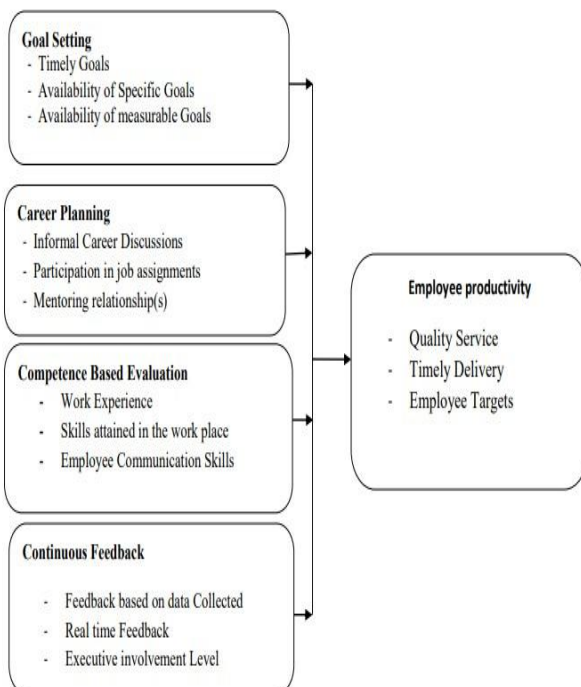 Goal Setting
- Timely Goals
- Availability of Specific Goals
- Availability of measurable Goals
Career Planning
- Informal Career Discussions
- Participation in job assignments
- Mentoring relationship(s)
Competence Based Evaluation
- Work Experience
- Skills attained in the work place
- Employee Communication Skills
Continuous Feedback
- Feedback based on data Collected
- Real time Feedback
- Executive involvement Level
Employee productivity
- Quality Service
- Timely Delivery
- Employee Targets